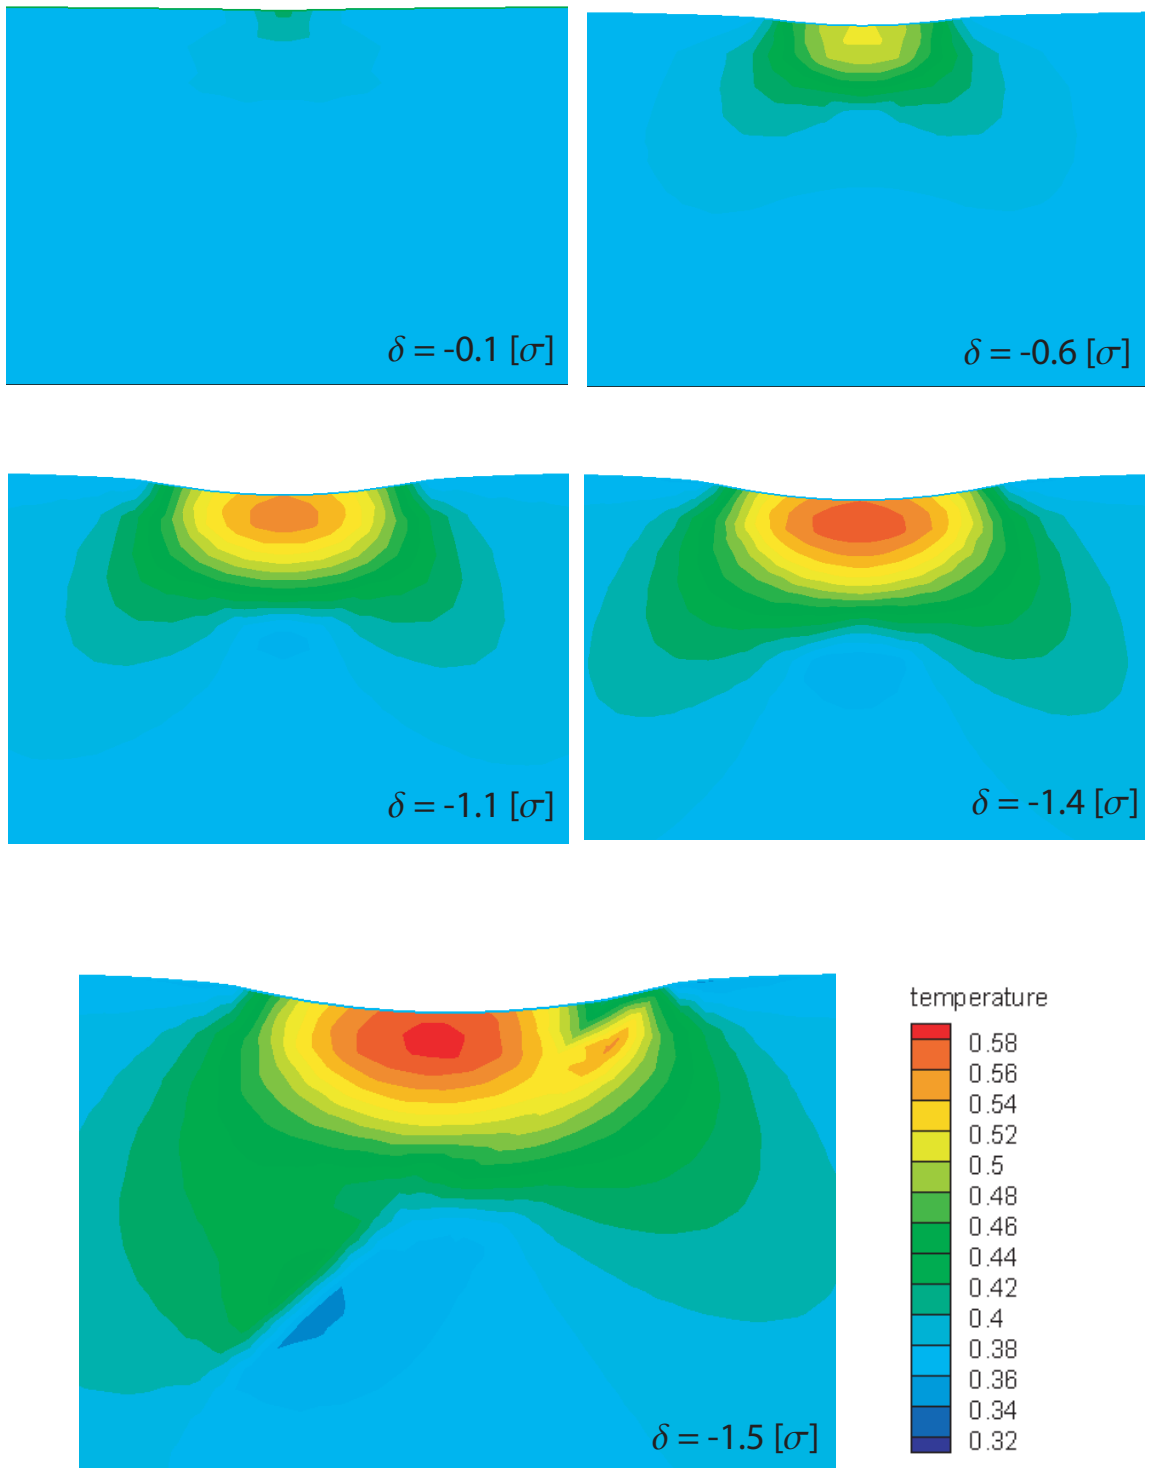 δ = -0.1 [σ]
δ = -0.6 [σ]
δ = -1.1 [σ]
δ = -1.4 [σ]
δ = -1.5 [σ]
temperature
0.58
0.56
0.54
0.52
0.5
0.48
0.46
0.44
0.42
0.4
0.38
0.36
0.34
0.32